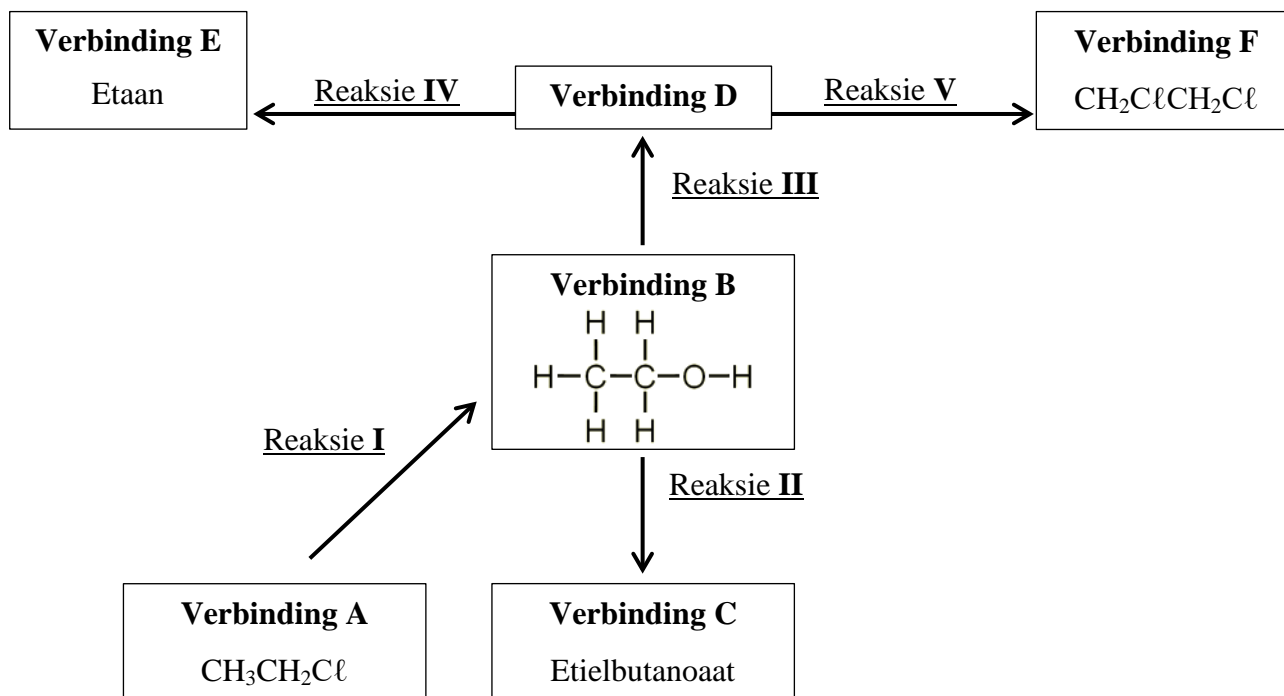 Verbinding E
Etaan
Reaksie IV
Verbinding D
Reaksie V
Verbinding F
CH₂CℓCH₂Cℓ
Reaksie III
Verbinding B
H H
H C C O H
H H
Reaksie I
Reaksie II
Verbinding A
CH₃CH₂Cℓ
Verbinding C
Etielbutanoaat